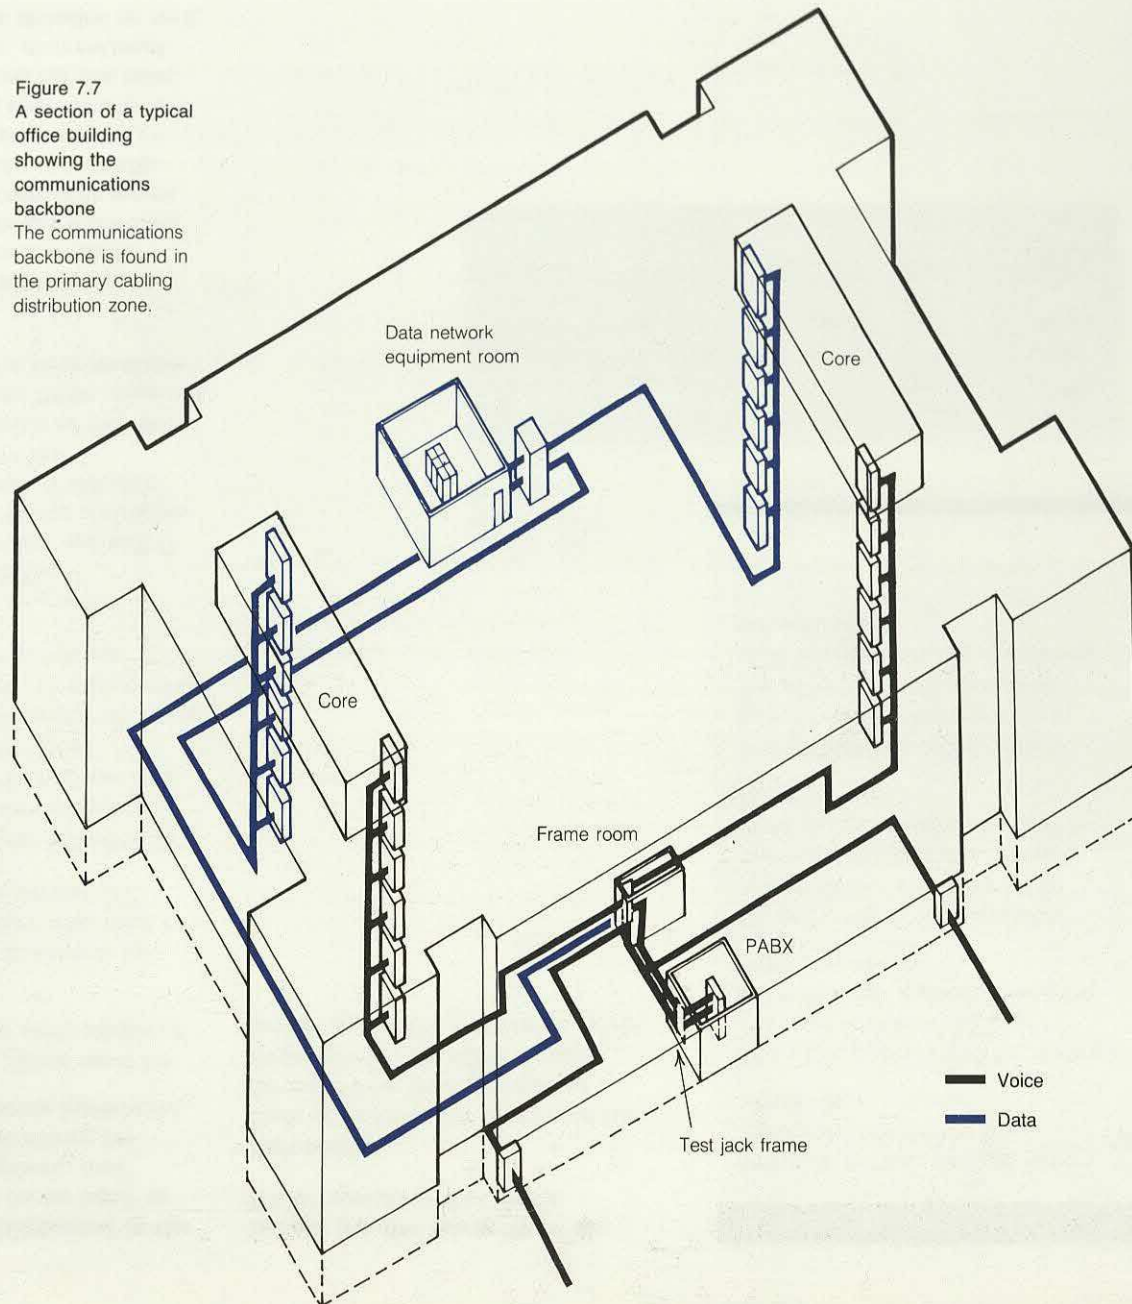 Figure 7.7
A section of a typical
office building
showing the
communications
backbone
The communications
backbone is found in
the primary cabling
distribution zone.
Data network
equipment room
Core
Core
Frame room
PABX
Voice
Data
Test jack frame